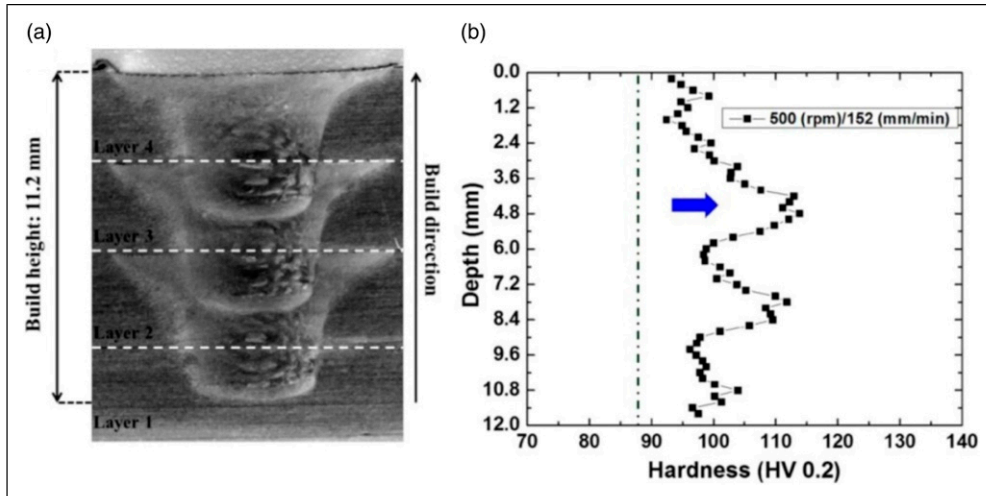 (a)
Build height: 11.2 mm
Layer 4
Layer 3
Layer 2
Layer 1
Build direction
(b)
Depth (mm)
0.0
1.2
2.4
3.6
4.8
6.0
7.2
8.4
9.6
10.8
12.0
500 (rpm)/152 (mm/min)
70 80 90 100 110 120 130 140
Hardness (HV 0.2)